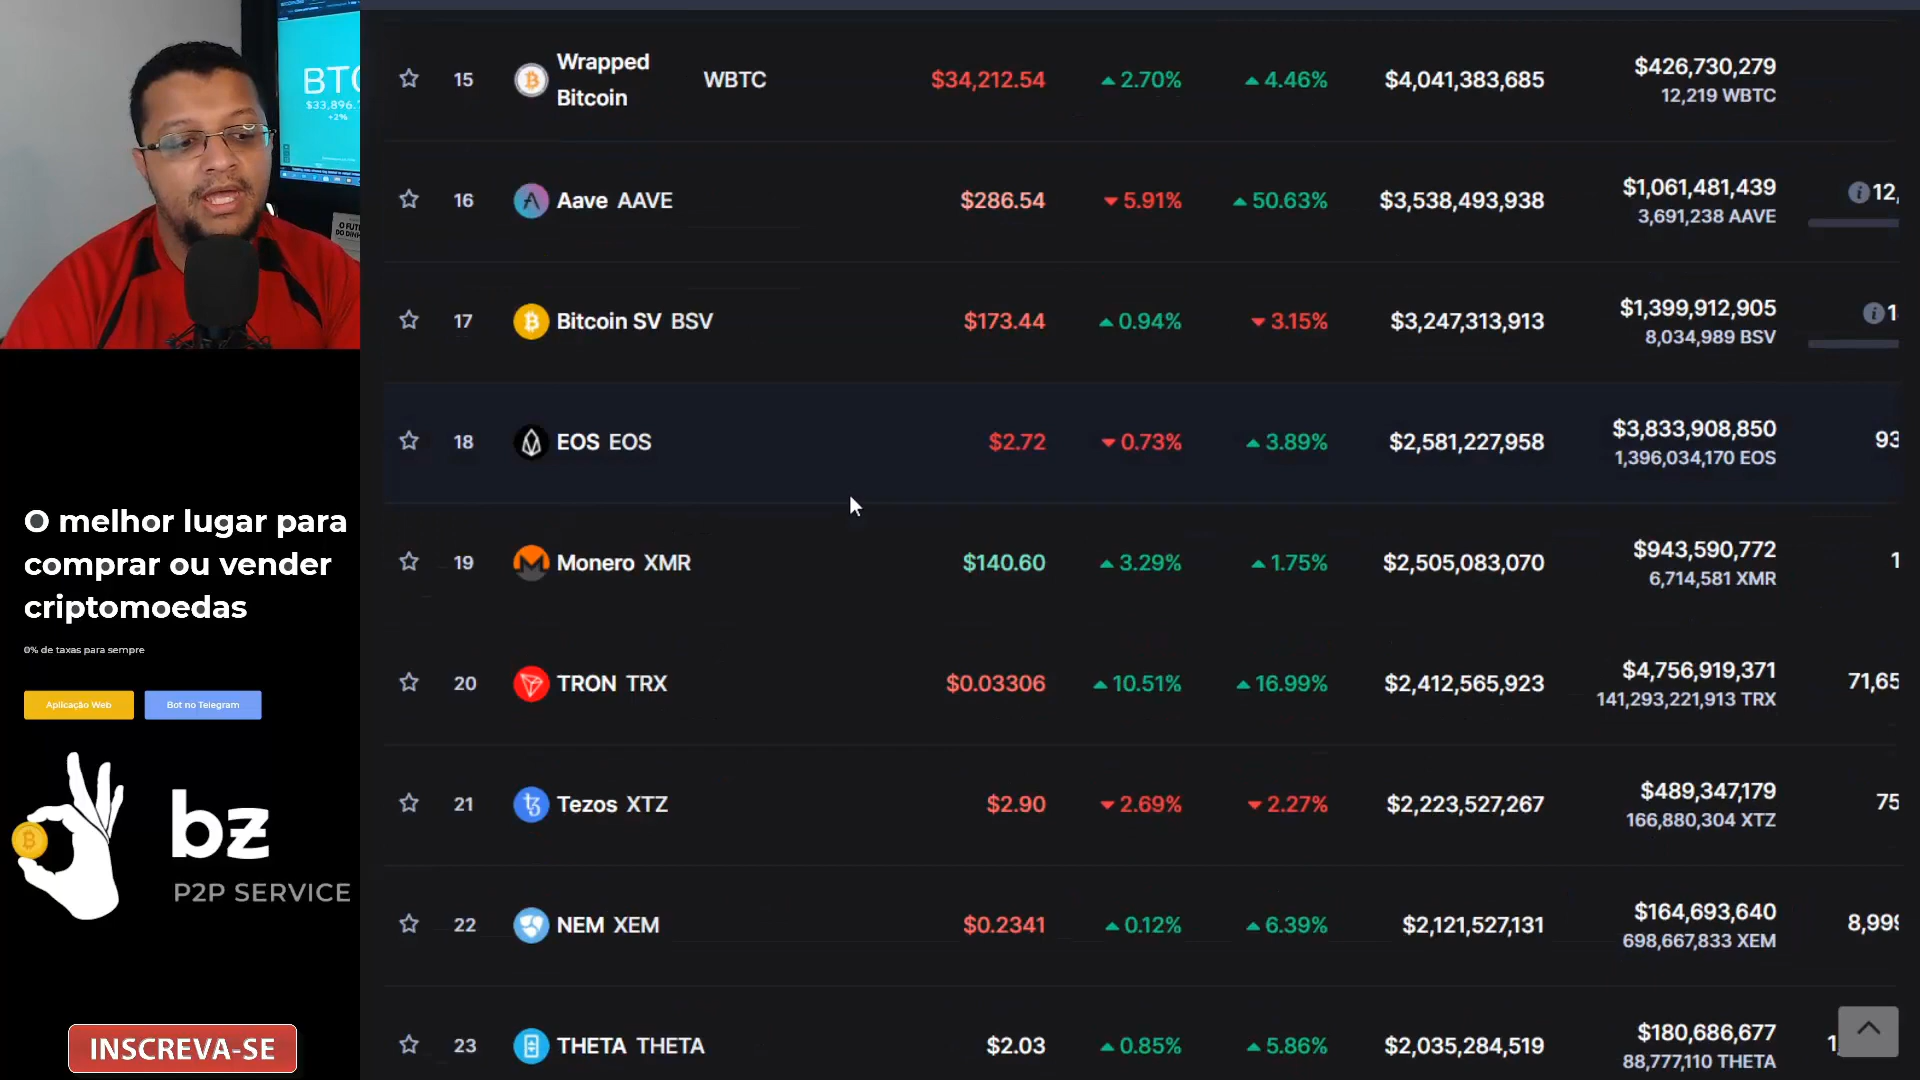 BTC
$33,896.
+2%
O FUT
DO DINH
O melhor lugar para
comprar ou vender
criptomoedas
0% de taxas para sempre
Aplicação Web
Bot no Telegram
bz
P2P SERVICE
INSCREVA-SE
15 Wrapped Bitcoin WBTC $34,212.54 2.70% 4.46% $4,041,383,685 $426,730,279
12,219 WBTC
16 Aave AAVE $286.54 5.91% 50.63% $3,538,493,938 $1,061,481,439 12,
3,691,238 AAVE
17 Bitcoin SV BSV $173.44 0.94% 3.15% $3,247,313,913 $1,399,912,905 1
8,034,989 BSV
18 EOS EOS $2.72 0.73% 3.89% $2,581,227,958 $3,833,908,850 93
1,396,034,170 EOS
19 Monero XMR $140.60 3.29% 1.75% $2,505,083,070 $943,590,772 1
6,714,581 XMR
20 TRON TRX $0.03306 10.51% 16.99% $2,412,565,923 $4,756,919,371 71,65
141,293,221,913 TRX
21 Tezos XTZ $2.90 2.69% 2.27% $2,223,527,267 $489,347,179 75
166,880,304 XTZ
22 NEM XEM $0.2341 0.12% 6.39% $2,121,527,131 $164,693,640 8,999
698,667,833 XEM
23 THETA THETA $2.03 0.85% 5.86% $2,035,284,519 $180,686,677 1,
88,777,110 THETA